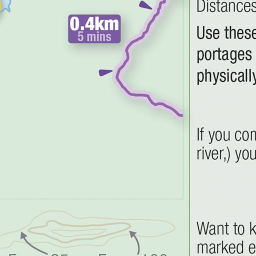 0.4km
5 mins
Distances
Use these
portages
physically
If you con
river,) you
Want to k
marked e